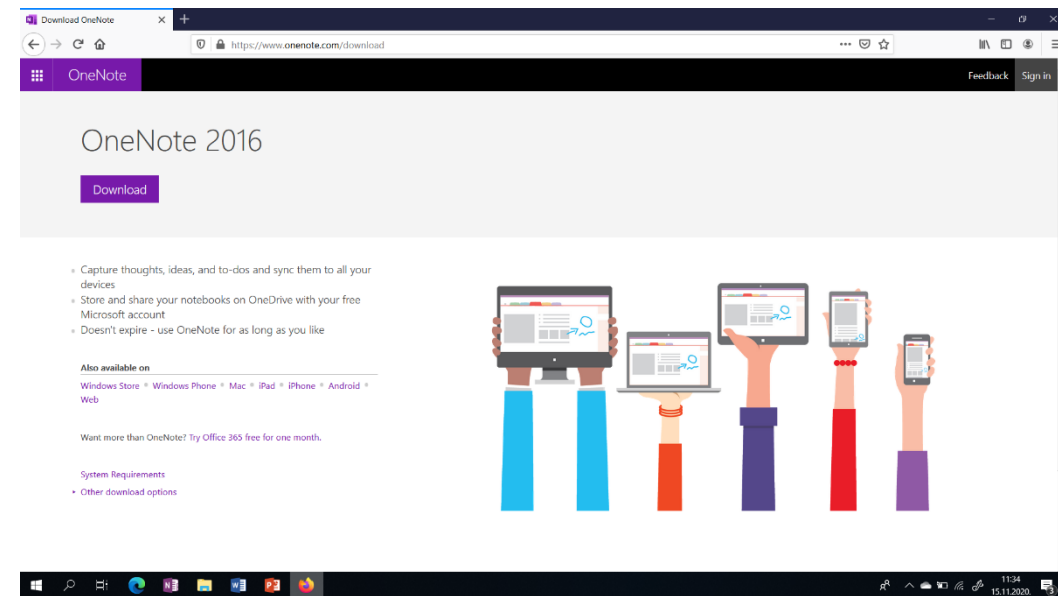 Download OneNote
https://www.onenote.com/download
OneNote
Feedback Sign in
OneNote 2016
Download
Capture thoughts, ideas, and to-dos and sync them to all your
devices
Store and share your notebooks on OneDrive with your free
Microsoft account
Doesn't expire - use OneNote for as long as you like
Also available on
Windows Store Windows Phone Mac iPad iPhone Android
Web
Want more than OneNote? Try Office 365 free for one month.
System Requirements
Other download options
11:34
15.11.2020.